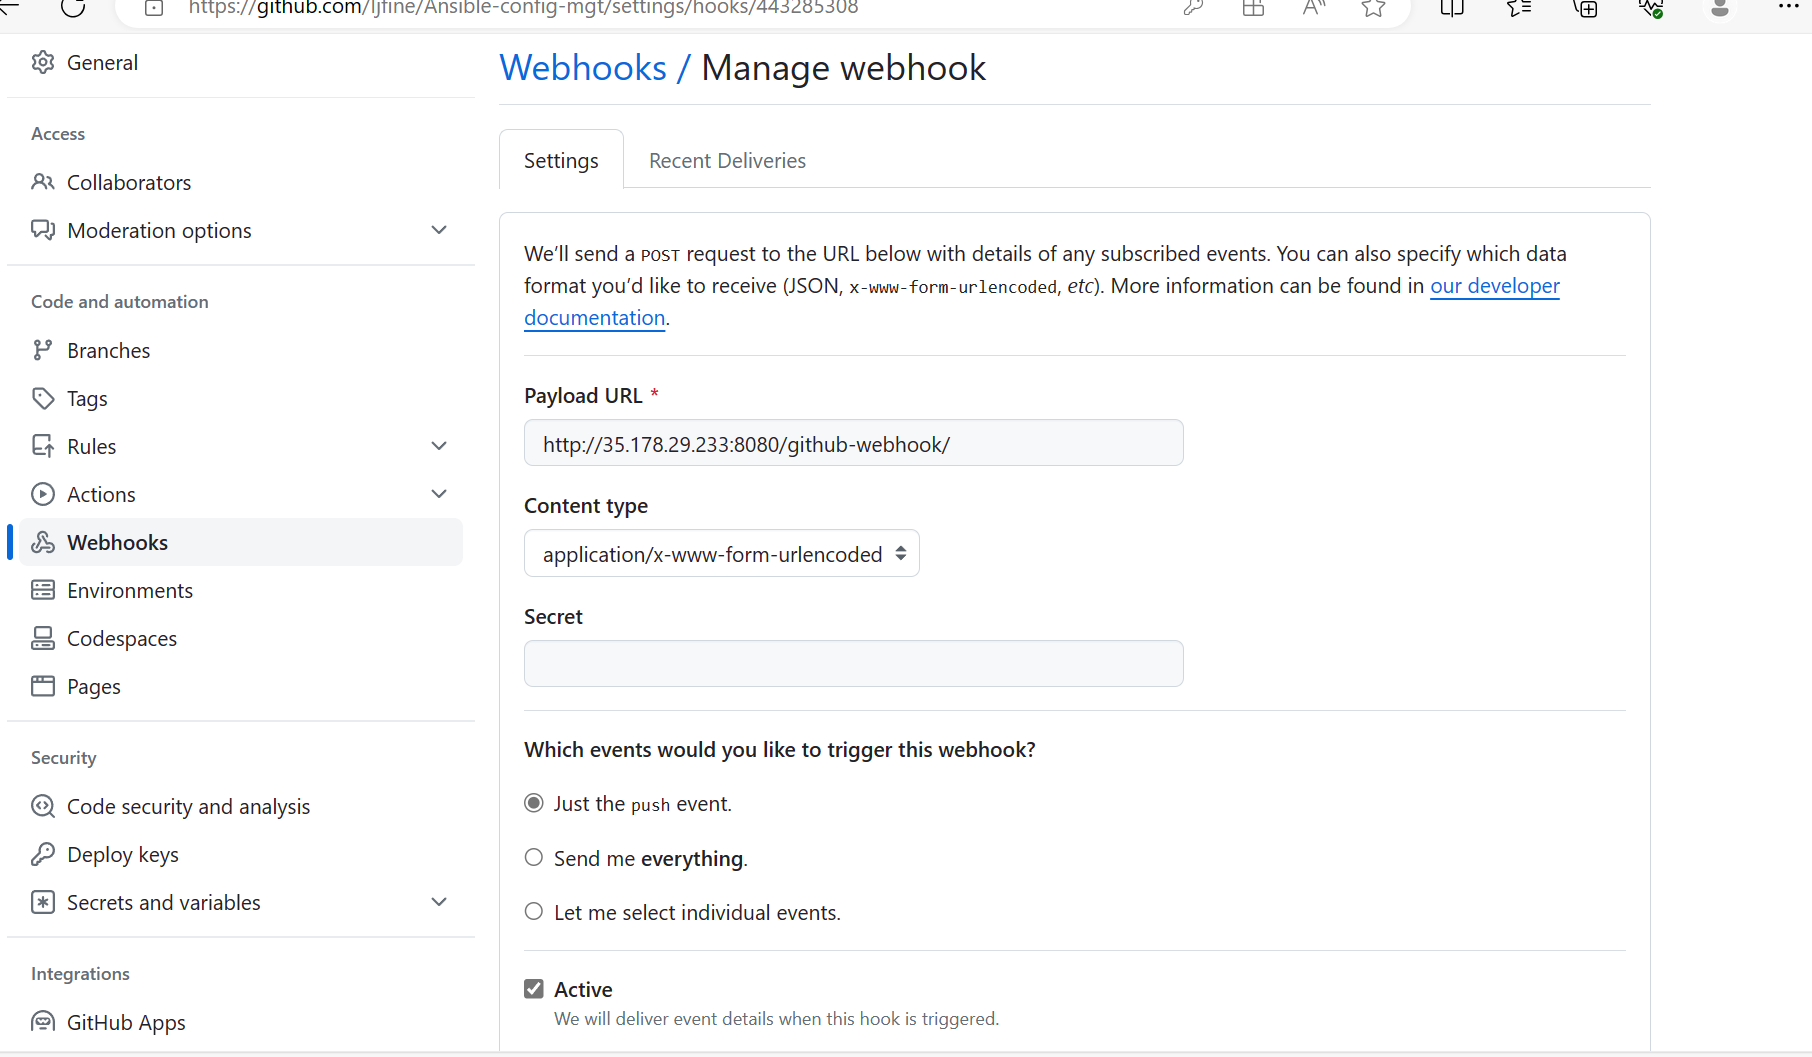 https://github.com/ljfine/Ansible-config-mgt/settings/hooks/443285308
General
Access
Collaborators
Moderation options
Code and automation
Branches
Tags
Rules
Actions
Webhooks
Environments
Codespaces
Pages
Security
Code security and analysis
Deploy keys
Secrets and variables
Integrations
GitHub Apps
Webhooks / Manage webhook
Settings
Recent Deliveries
We’ll send a POST request to the URL below with details of any subscribed events. You can also specify which data
format you’d like to receive (JSON, x-www-form-urlencoded, etc). More information can be found in our developer
documentation.
Payload URL *
http://35.178.29.233:8080/github-webhook/
Content type
application/x-www-form-urlencoded
Secret
Which events would you like to trigger this webhook?
Just the push event.
Send me everything.
Let me select individual events.
Active
We will deliver event details when this hook is triggered.